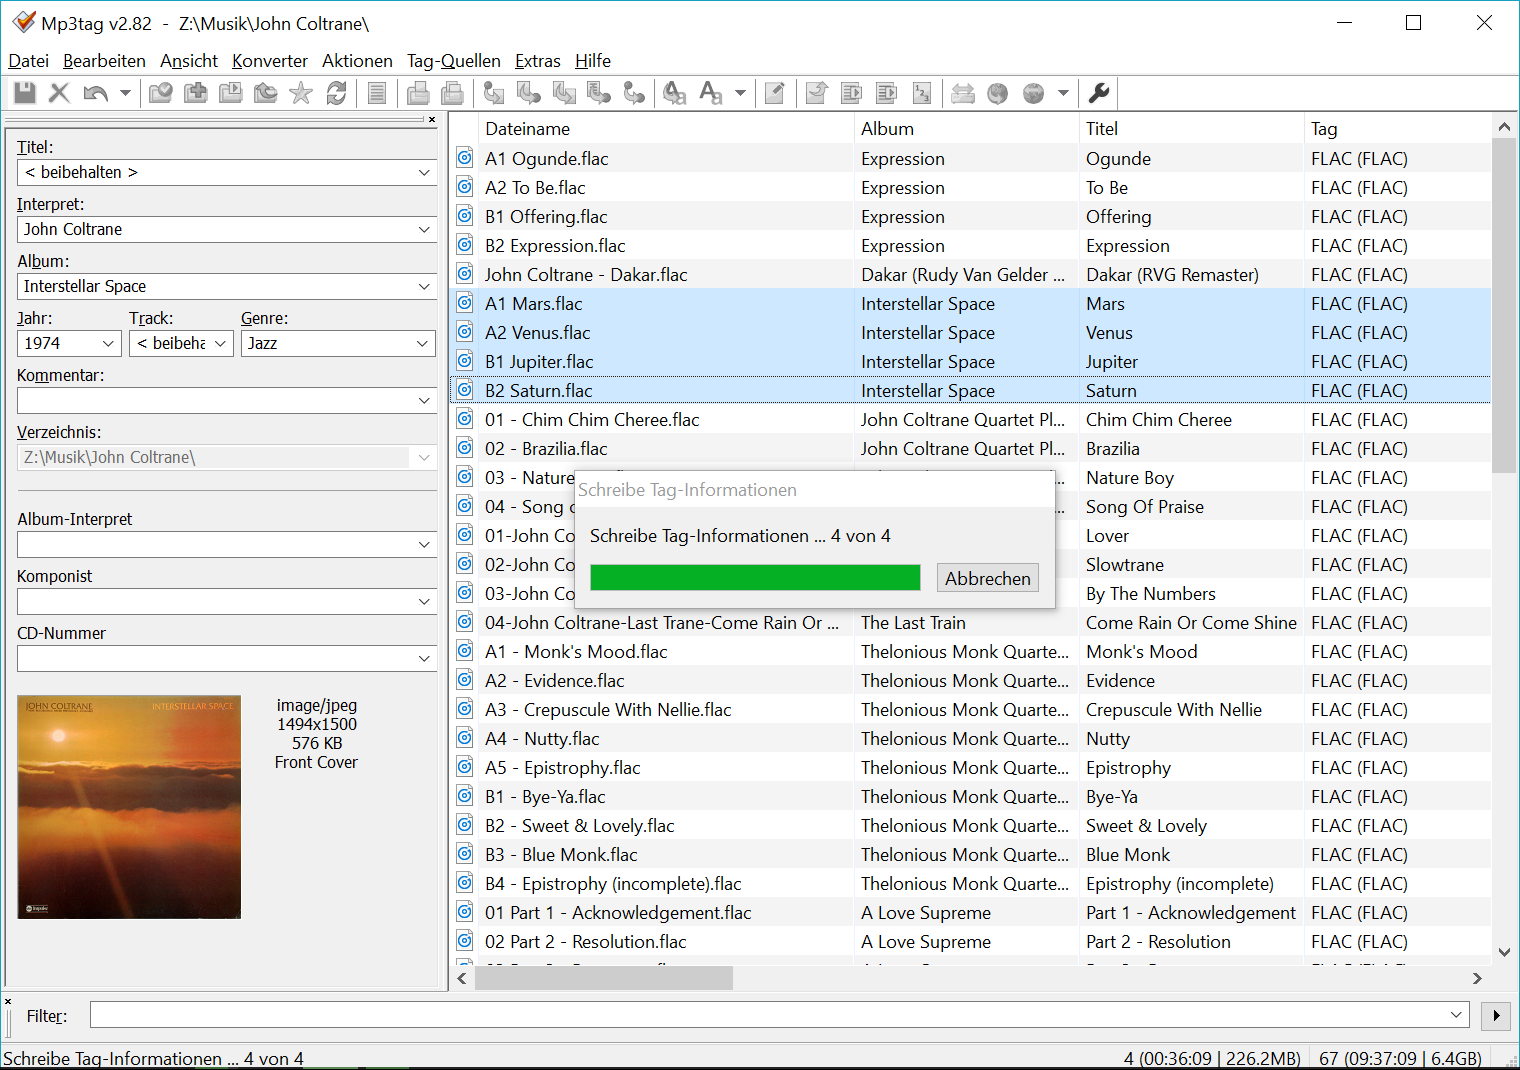 Mp3tag v2.82 - Z:\Musik\John Coltrane\
Datei Bearbeiten Ansicht Konverter Aktionen Tag-Quellen Extras Hilfe
Titel:
< beibehalten >
Interpret:
John Coltrane
Album:
Interstellar Space
Jahr: Track: Genre:
1974 < beibeha Jazz
Kommentar:
Verzeichnis:
Z:\Musik\John Coltrane\
Album-Interpret
Komponist
CD-Nummer
JOHN COLTRANE INTERSTELLAR SPACE
image/jpeg
1494x1500
576 KB
Front Cover
Dateiname Album Titel Tag
A1 Ogunde.flac Expression Ogunde FLAC (FLAC)
A2 To Be.flac Expression To Be FLAC (FLAC)
B1 Offering.flac Expression Offering FLAC (FLAC)
B2 Expression.flac Expression Expression FLAC (FLAC)
John Coltrane - Dakar.flac Dakar (Rudy Van Gelder ... Dakar (RVG Remaster) FLAC (FLAC)
A1 Mars.flac Interstellar Space Mars FLAC (FLAC)
A2 Venus.flac Interstellar Space Venus FLAC (FLAC)
B1 Jupiter.flac Interstellar Space Jupiter FLAC (FLAC)
B2 Saturn.flac Interstellar Space Saturn FLAC (FLAC)
01 - Chim Chim Cheree.flac John Coltrane Quartet Pl... Chim Chim Cheree FLAC (FLAC)
02 - Brazilia.flac John Coltrane Quartet Pl... Brazilia FLAC (FLAC)
03 - Nature ... Nature Boy FLAC (FLAC)
04 - Song ... Song Of Praise FLAC (FLAC)
01-John Co Lover FLAC (FLAC)
02-John Co Slowtrane FLAC (FLAC)
03-John Co By The Numbers FLAC (FLAC)
04-John Coltrane-Last Trane-Come Rain Or ... The Last Train Come Rain Or Come Shine FLAC (FLAC)
A1 - Monk's Mood.flac Thelonious Monk Quarte... Monk's Mood FLAC (FLAC)
A2 - Evidence.flac Thelonious Monk Quarte... Evidence FLAC (FLAC)
A3 - Crepuscule With Nellie.flac Thelonious Monk Quarte... Crepuscule With Nellie FLAC (FLAC)
A4 - Nutty.flac Thelonious Monk Quarte... Nutty FLAC (FLAC)
A5 - Epistrophy.flac Thelonious Monk Quarte... Epistrophy FLAC (FLAC)
B1 - Bye-Ya.flac Thelonious Monk Quarte... Bye-Ya FLAC (FLAC)
B2 - Sweet & Lovely.flac Thelonious Monk Quarte... Sweet & Lovely FLAC (FLAC)
B3 - Blue Monk.flac Thelonious Monk Quarte... Blue Monk FLAC (FLAC)
B4 - Epistrophy (incomplete).flac Thelonious Monk Quarte... Epistrophy (incomplete) FLAC (FLAC)
01 Part 1 - Acknowledgement.flac A Love Supreme Part 1 - Acknowledgement FLAC (FLAC)
02 Part 2 - Resolution.flac A Love Supreme Part 2 - Resolution FLAC (FLAC)
Schreibe Tag-Informationen
Schreibe Tag-Informationen ... 4 von 4
Abbrechen
Filter:
Schreibe Tag-Informationen ... 4 von 4 4 (00:36:09 | 226.2MB) 67 (09:37:09 | 6.4GB)